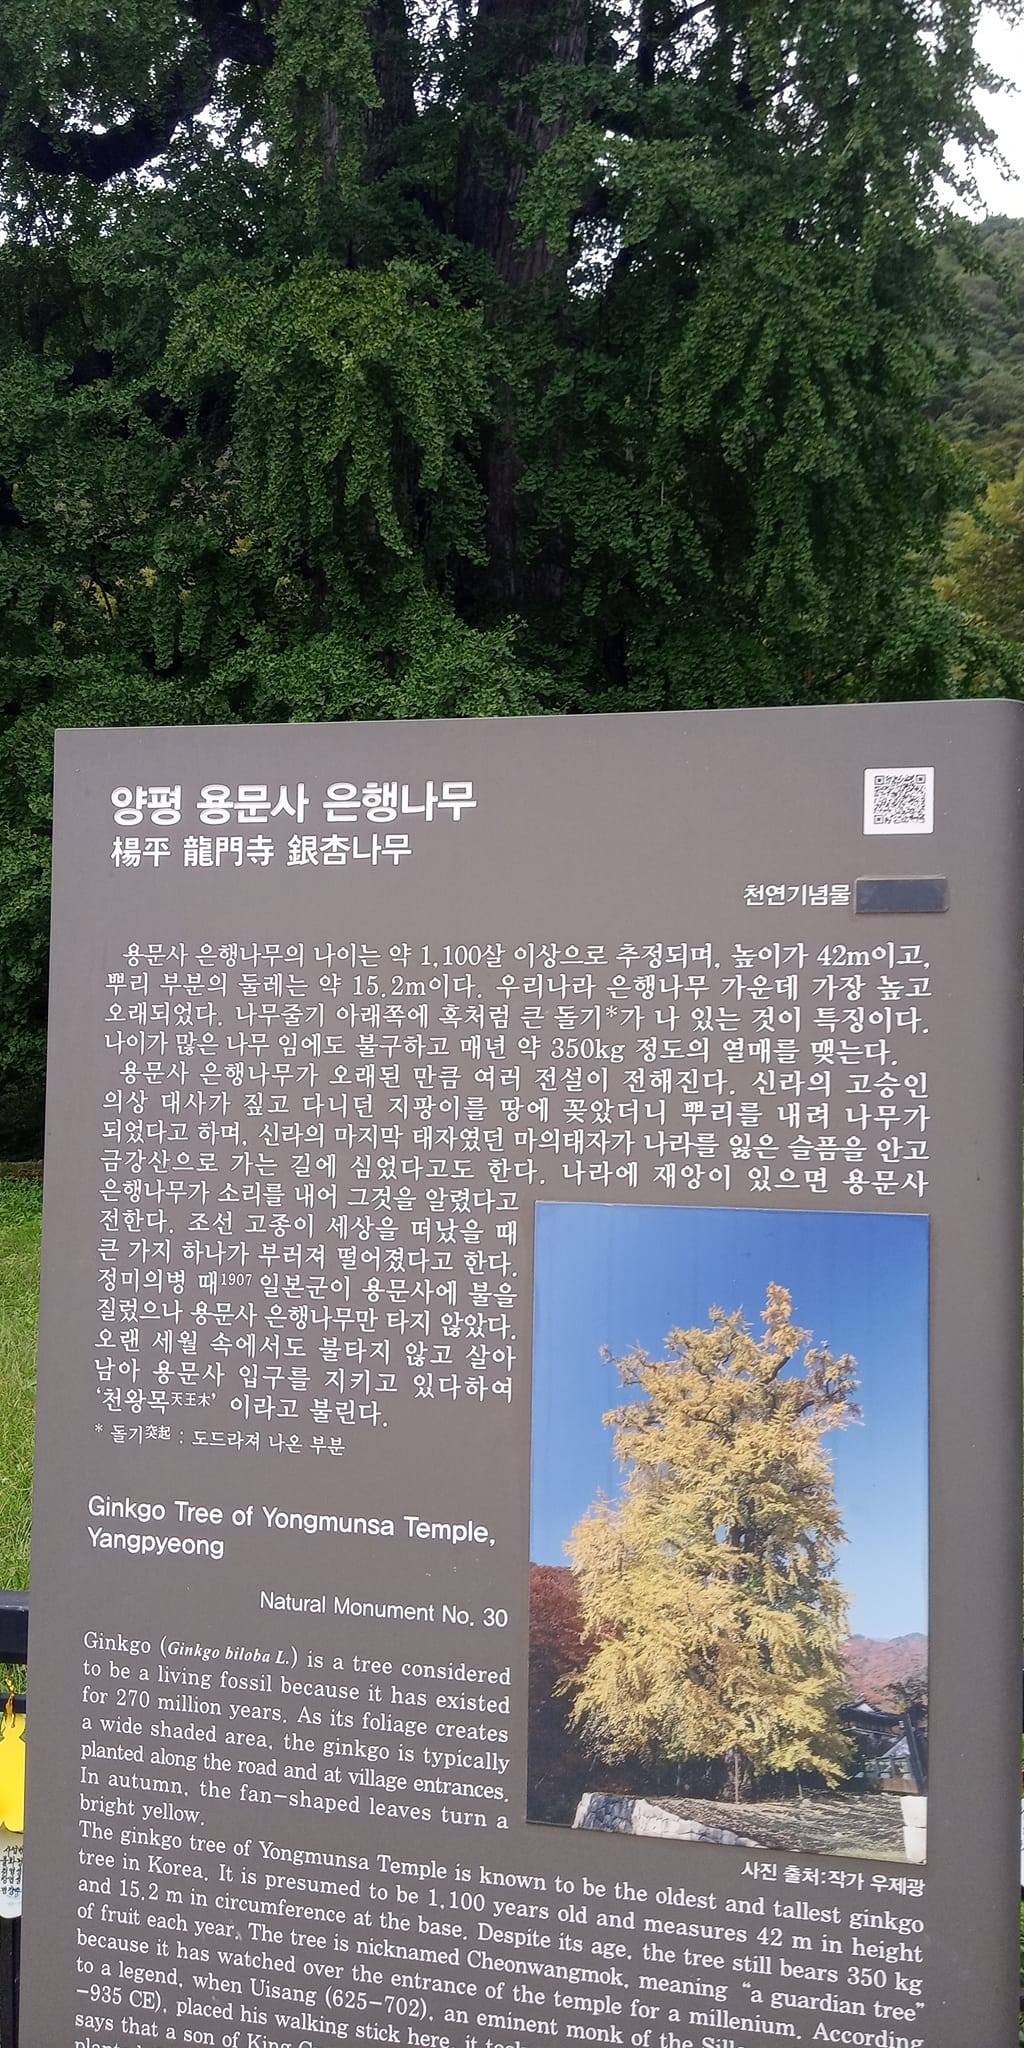 양평 용문사 은행나무
楊平 龍門寺 銀杏나무
천연기념물
용문사 은행나무의 나이는 약 1,100살 이상으로 추정되며, 높이가 42m이고,
뿌리 부분의 둘레는 약 15.2m이다. 우리나라 은행나무 가운데 가장 높고
오래되었다. 나무줄기 아래쪽에 혹처럼 큰 돌기*가 나 있는 것이 특징이다.
나이가 많은 나무 임에도 불구하고 매년 약 350kg 정도의 열매를 맺는다.
용문사 은행나무가 오래된 만큼 여러 전설이 전해진다. 신라의 고승인
의상 대사가 짚고 다니던 지팡이를 땅에 꽂았더니 뿌리를 내려 나무가
되었다고 하며, 신라의 마지막 태자였던 마의태자가 나라를 잃은 슬픔을 안고
금강산으로 가는 길에 심었다고도 한다. 나라에 재앙이 있으면 용문사
은행나무가 소리를 내어 그것을 알렸다고
전한다. 조선 고종이 세상을 떠났을 때
큰 가지 하나가 부러져 떨어졌다고 한다.
정미의병 때1907 일본군이 용문사에 불을
질렀으나 용문사 은행나무만 타지 않았다.
오랜 세월 속에서도 불타지 않고 살아
남아 용문사 입구를 지키고 있다하여
‘천왕목天王木’ 이라고 불린다.
* 돌기突起 : 도드라져 나온 부분
Ginkgo Tree of Yongmunsa Temple,
Yangpyeong
Natural Monument No. 30
Ginkgo (Ginkgo biloba L.) is a tree considered
to be a living fossil because it has existed
for 270 million years. As its foliage creates
a wide shaded area, the ginkgo is typically
planted along the road and at village entrances.
In autumn, the fan-shaped leaves turn a
bright yellow.
사진 출처:작가 우제광
The ginkgo tree of Yongmunsa Temple is known to be the oldest and tallest ginkgo
tree in Korea. It is presumed to be 1,100 years old and measures 42 m in height
and 15.2 m in circumference at the base. Despite its age, the tree still bears 350 kg
of fruit each year. The tree is nicknamed Cheonwangmok, meaning “a guardian tree”
because it has watched over the entrance of the temple for a millenium. According
to a legend, when Uisang (625-702), an eminent monk of the
-935 CE), placed his walking stick here, it
says that a son of King